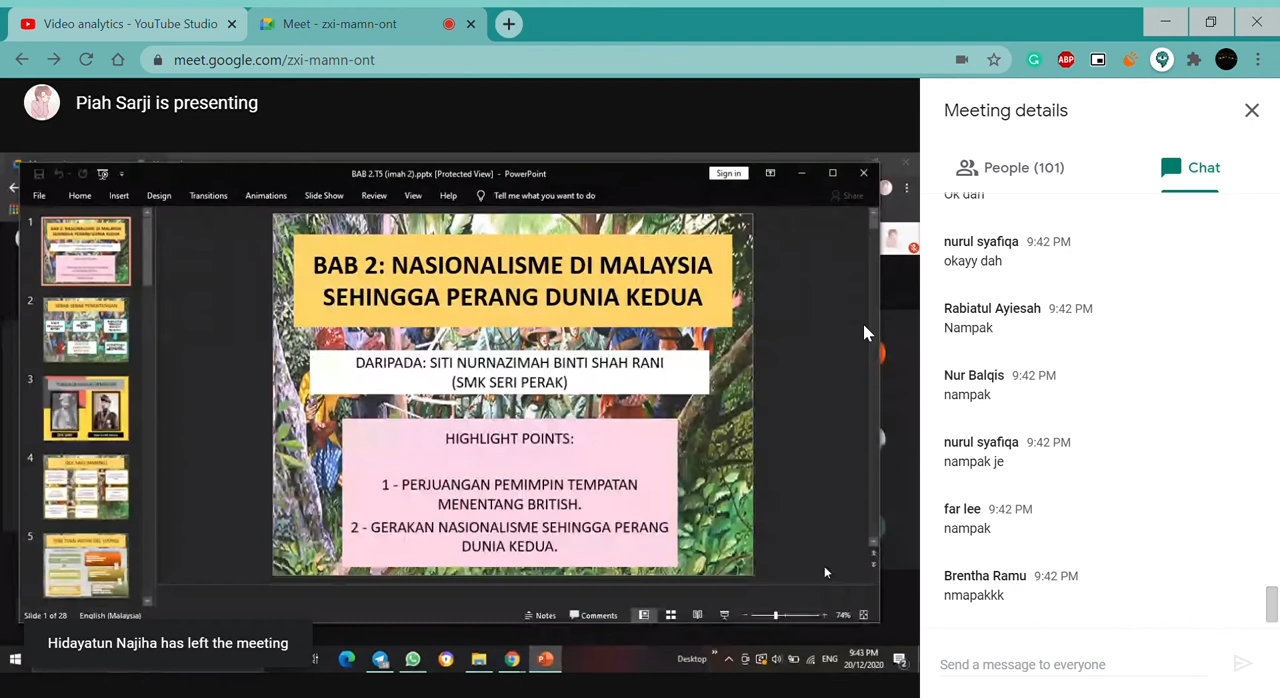 Video analytics - YouTube Studio
Meet - zxi-mamn-ont
meet.google.com/zxi-mamn-ont
ABP
Piah Sarji is presenting
Meeting details
People (101)
Chat
BAB 2.T5 (imah 2).pptx [Protected View] - PowerPoint
Sign in
File Home Insert Design Transitions Animations Slide Show Review View Help Tell me what you want to do Share
1
2
3
4
5
BAB 2: NASIONALISME DI MALAYSIA
SEHINGGA PERANG DUNIA KEDUA
DARIPADA: SITI NURNAZIMAH BINTI SHAH RANI
(SMK SERI PERAK)
HIGHLIGHT POINTS:
1 - PERJUANGAN PEMIMPIN TEMPATAN
MENENTANG BRITISH.
2 - GERAKAN NASIONALISME SEHINGGA PERANG
DUNIA KEDUA.
Slide 1 of 28 English (Malaysia)
Notes Comments 74%
Hidayatun Najiha has left the meeting
Desktop ENG
9:43 PM
20/12/2020
2
Ok dah
nurul syafiqa 9:42 PM
okayy dah
Rabiatul Ayiesah 9:42 PM
Nampak
Nur Balqis 9:42 PM
nampak
nurul syafiqa 9:42 PM
nampak je
far lee 9:42 PM
nampak
Brentha Ramu 9:42 PM
nmapakkk
Send a message to everyone